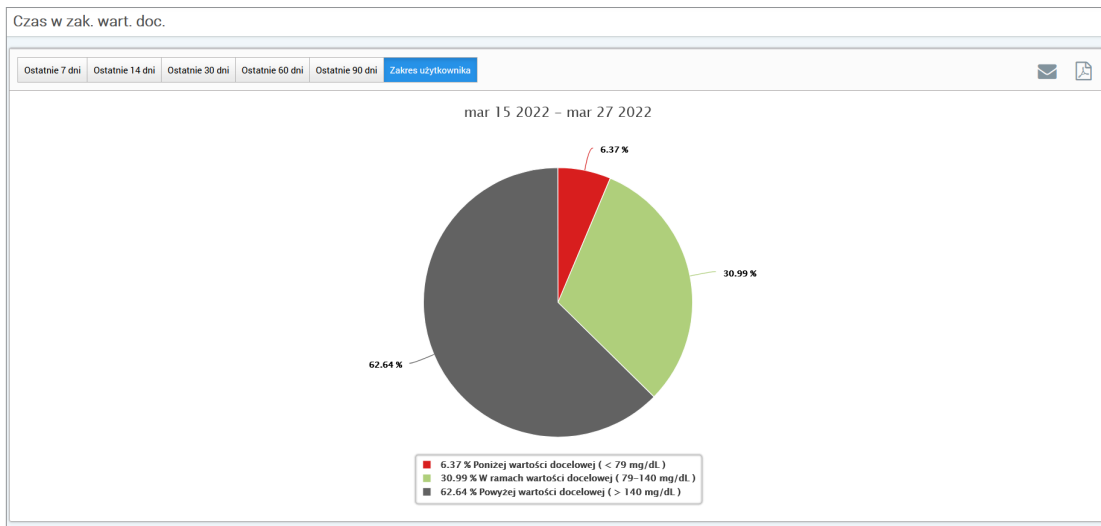 Czas w zak. wart. doc.
Ostatnie 7 dni Ostatnie 14 dni Ostatnie 30 dni Ostatnie 60 dni Ostatnie 90 dni Zakres użytkownika
mar 15 2022 – mar 27 2022
6.37 %
30.99 %
62.64 %
6.37 % Poniżej wartości docelowej ( < 79 mg/dL )
30.99 % W ramach wartości docelowej ( 79–140 mg/dL )
62.64 % Powyżej wartości docelowej ( > 140 mg/dL )